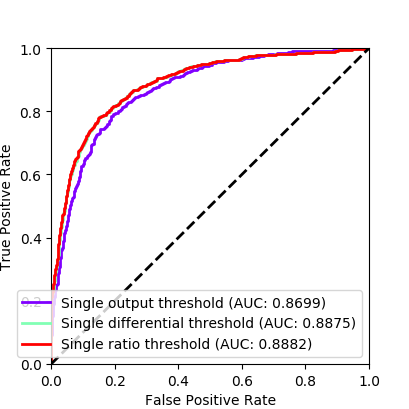 1.0
0.8
0.6
0.4
0.2
0.0
True Positive Rate
Single output threshold (AUC: 0.8699)
Single differential threshold (AUC: 0.8875)
Single ratio threshold (AUC: 0.8882)
0.0 0.2 0.4 0.6 0.8 1.0
False Positive Rate